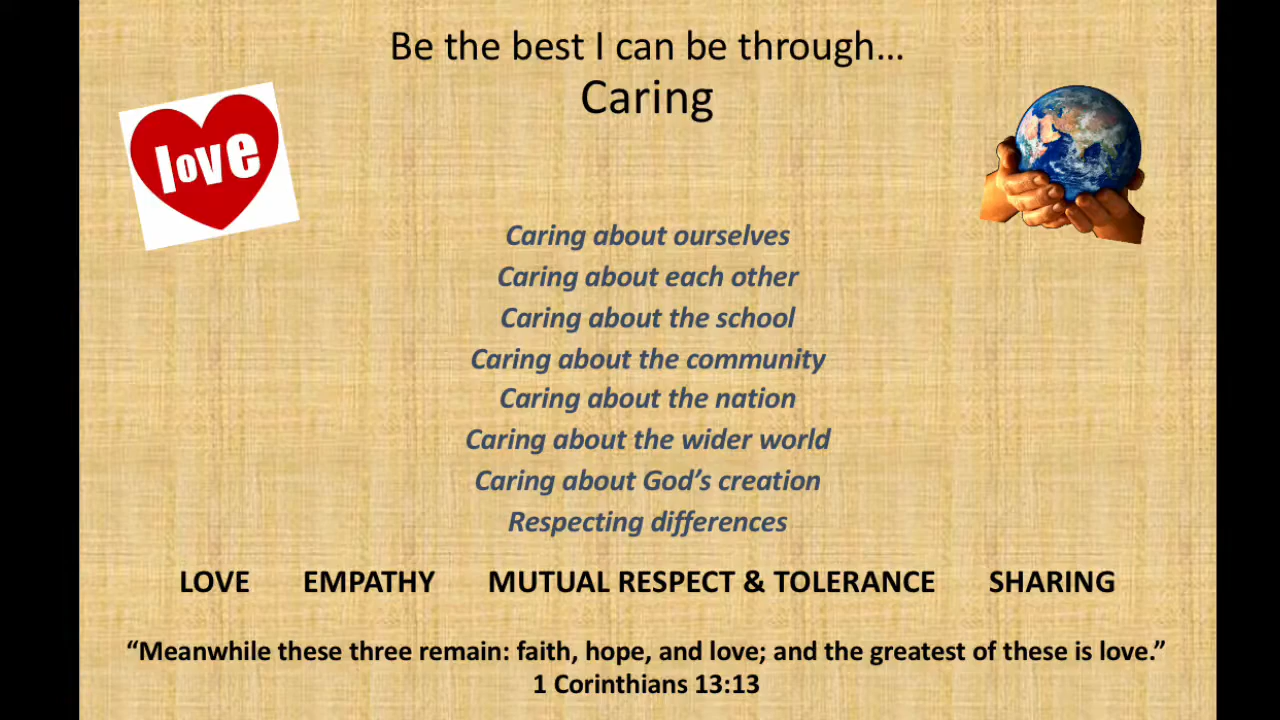 Be the best I can be through...
Caring
love
Caring about ourselves
Caring about each other
Caring about the school
Caring about the community
Caring about the nation
Caring about the wider world
Caring about God’s creation
Respecting differences
LOVE EMPATHY MUTUAL RESPECT & TOLERANCE SHARING
“Meanwhile these three remain: faith, hope, and love; and the greatest of these is love.”
1 Corinthians 13:13